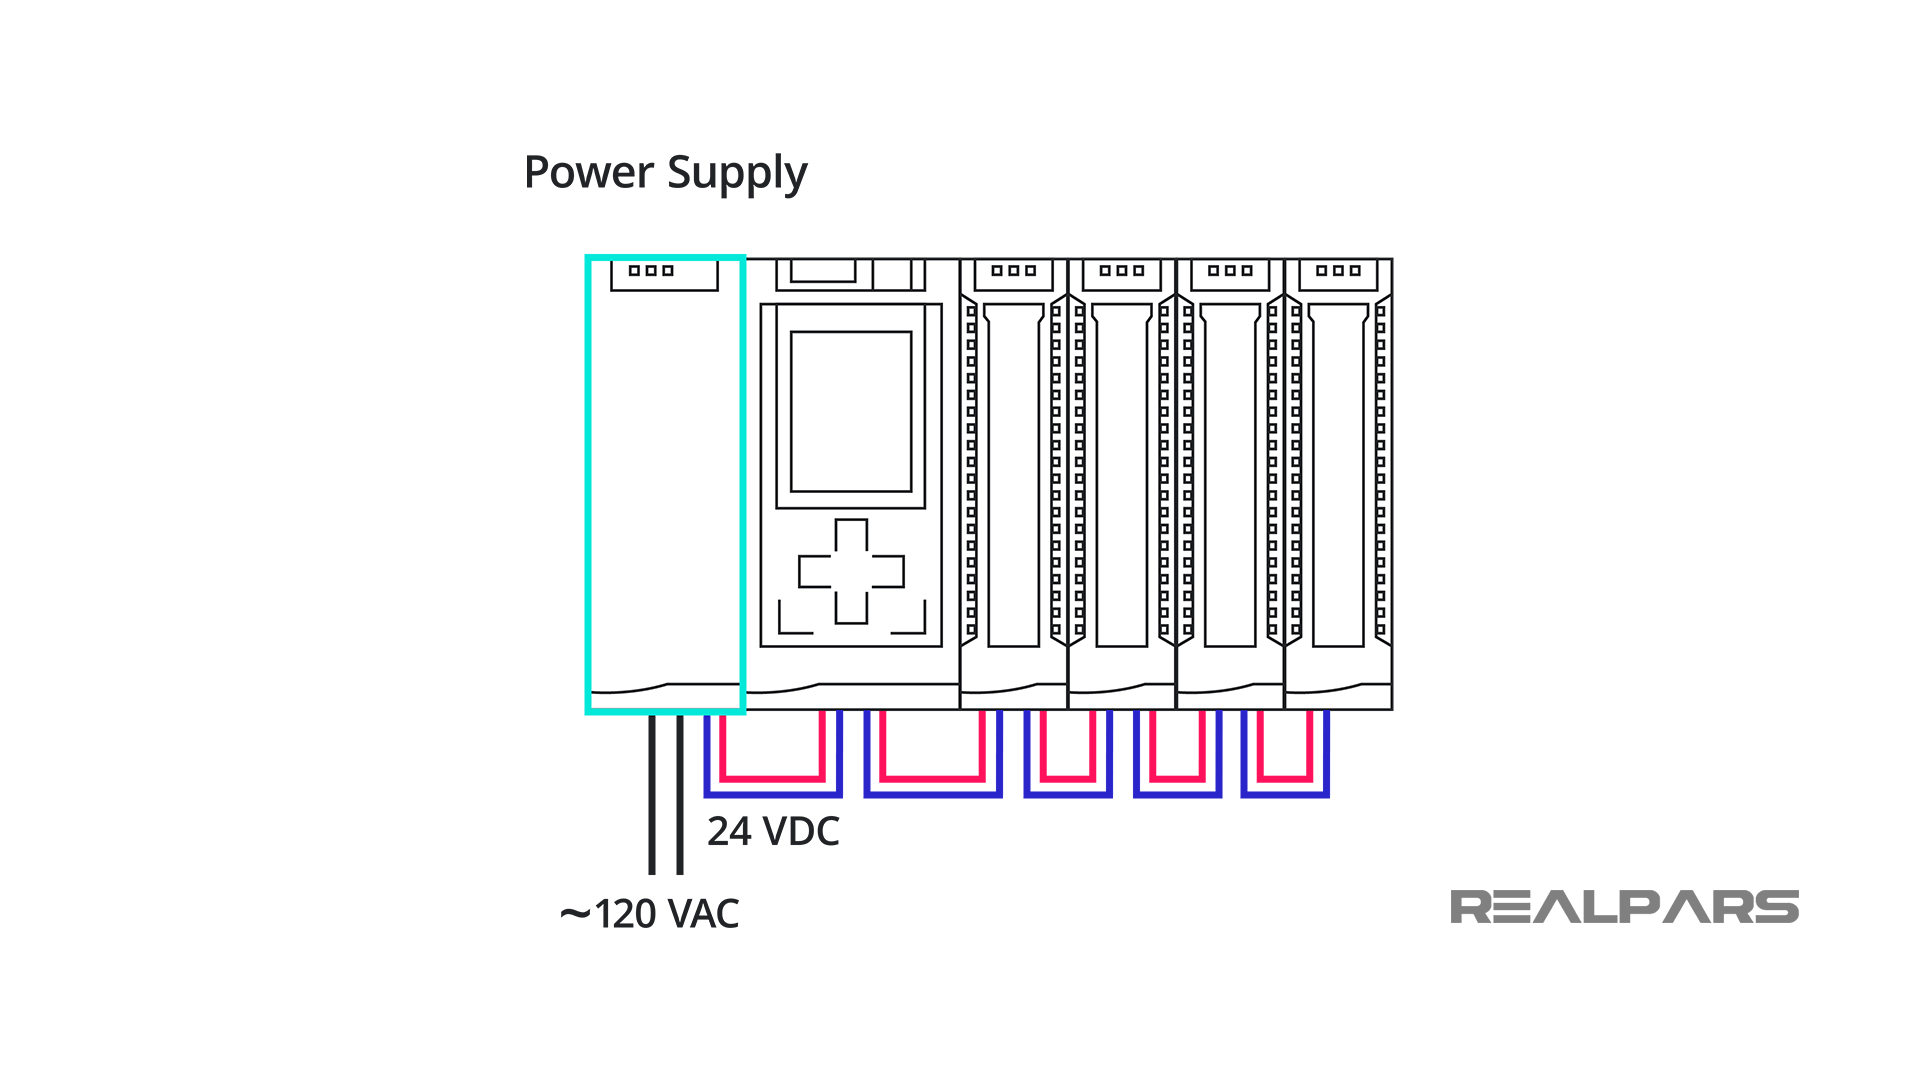 Power Supply
24 VDC
~120 VAC
REALPARS